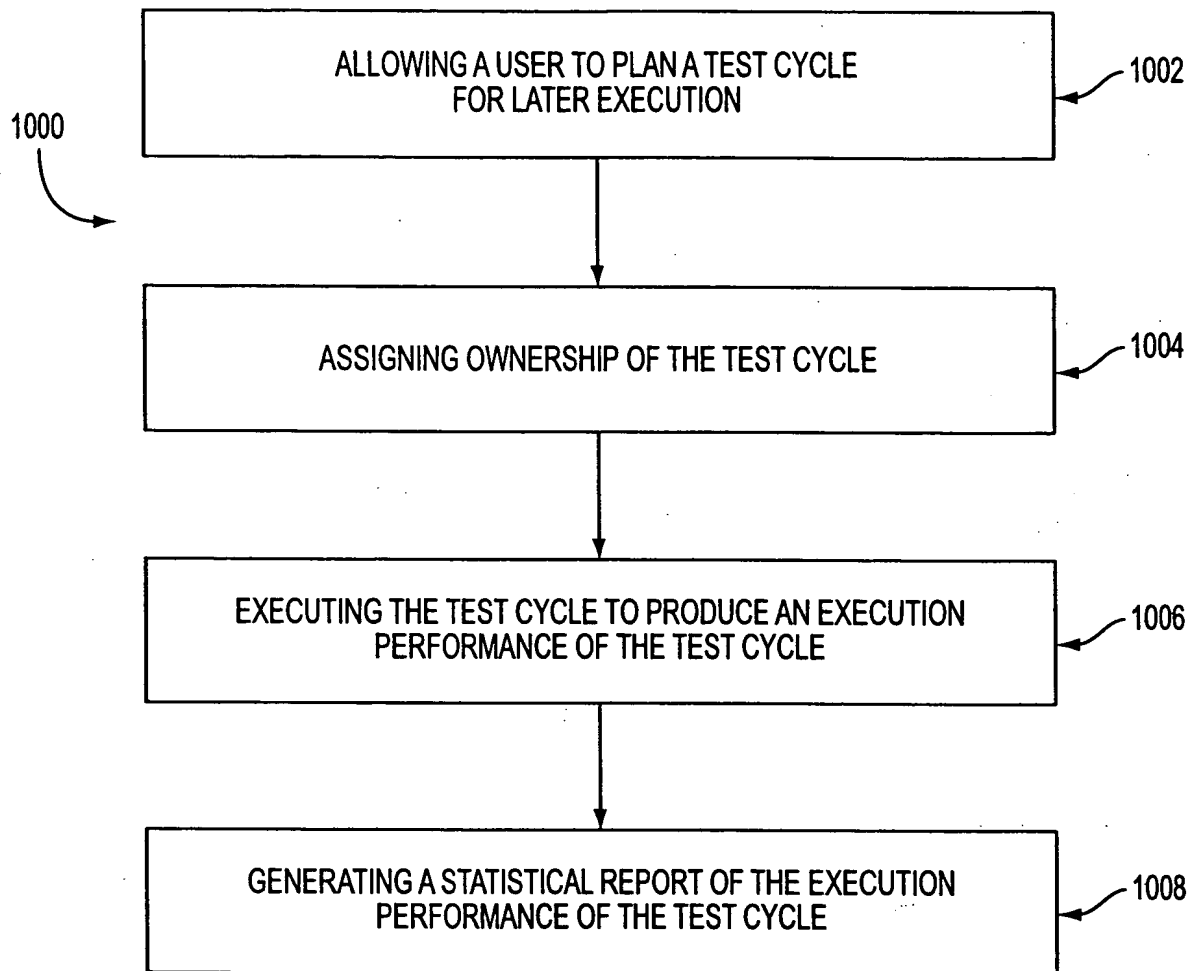 ALLOWING A USER TO PLAN A TEST CYCLE
FOR LATER EXECUTION
1002
1000
ASSIGNING OWNERSHIP OF THE TEST CYCLE
1004
EXECUTING THE TEST CYCLE TO PRODUCE AN EXECUTION
PERFORMANCE OF THE TEST CYCLE
1006
GENERATING A STATISTICAL REPORT OF THE EXECUTION
PERFORMANCE OF THE TEST CYCLE
1008